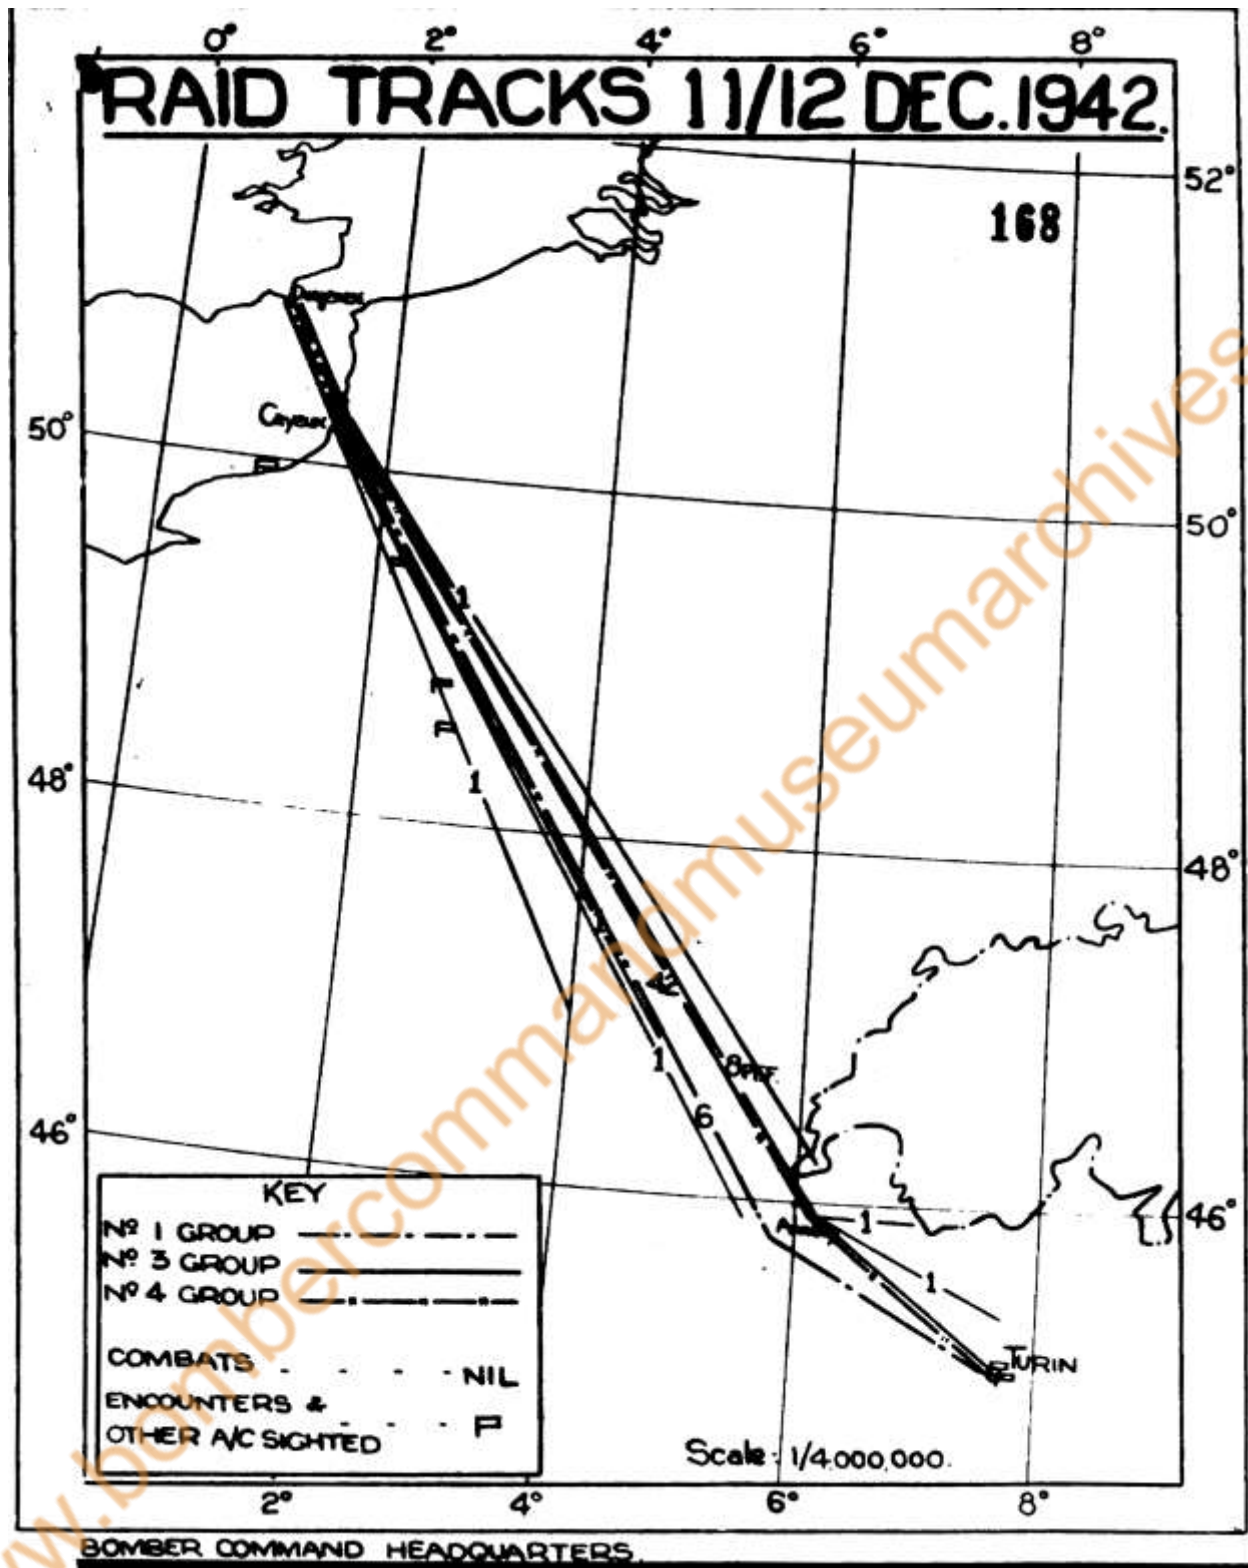 0° 2° 4° 6° 8°
RAID TRACKS 11/12 DEC. 1942.
52°
168
Dungeness
Cayeux
50°
50°
1
1
48°
48°
1
8 PFF.
6
46°
46°
1
1
TURIN
KEY
Nº 1 GROUP
Nº 3 GROUP
Nº 4 GROUP
COMBATS - - - - NIL
ENCOUNTERS &
OTHER A/C SIGHTED - - - P
Scale: 1/4.000,000.
2° 4° 6° 8°
BOMBER COMMAND HEADQUARTERS.
www.bombercommandmuseumarchives